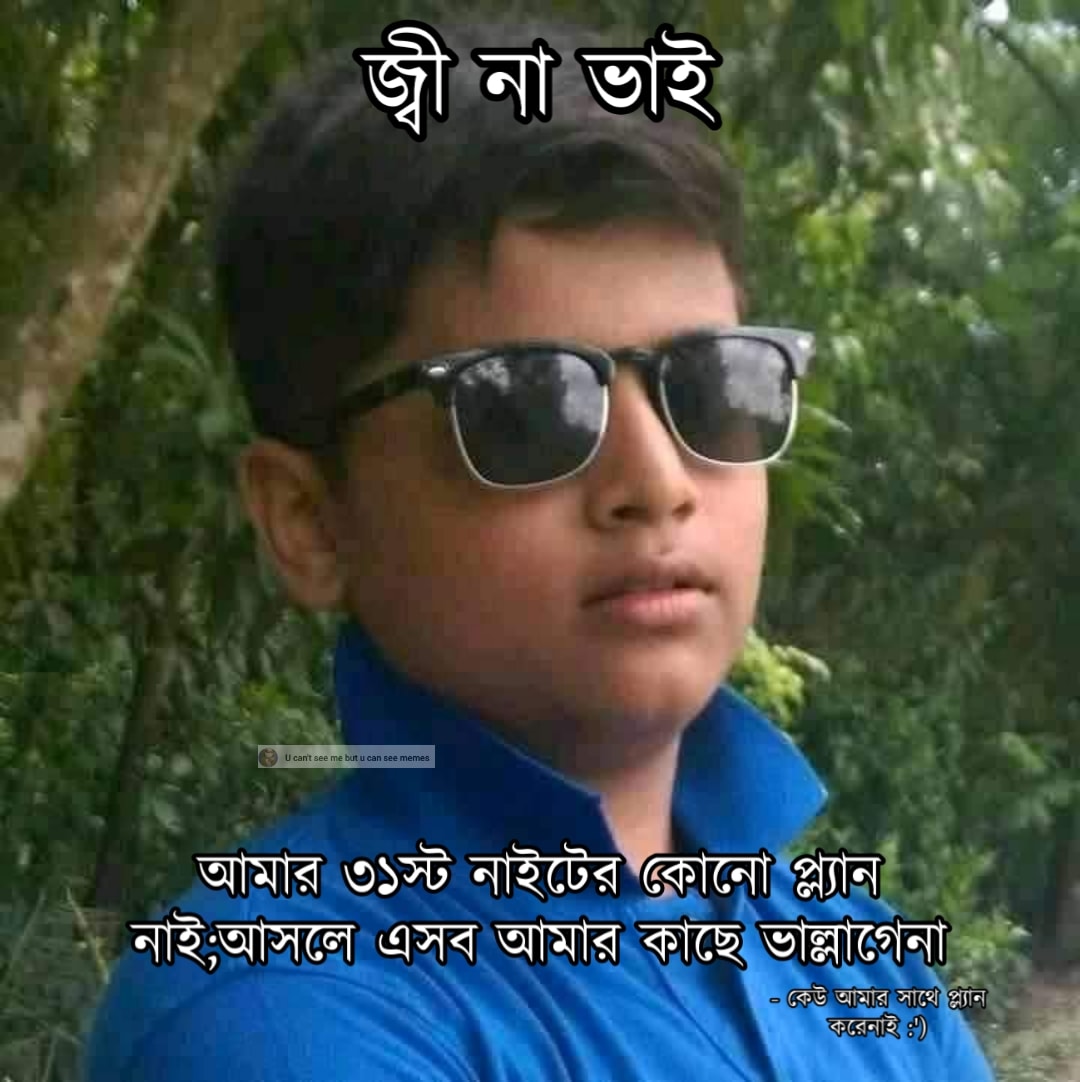 জ্বী না ভাই
U can't see me but u can see memes
আমার ৩১স্ট নাইটের কোনো প্ল্যান
নাই;আসলে এসব আমার কাছে ভাল্লাগেনা
- কেউ আমার সাথে প্ল্যান
করেনাই :')